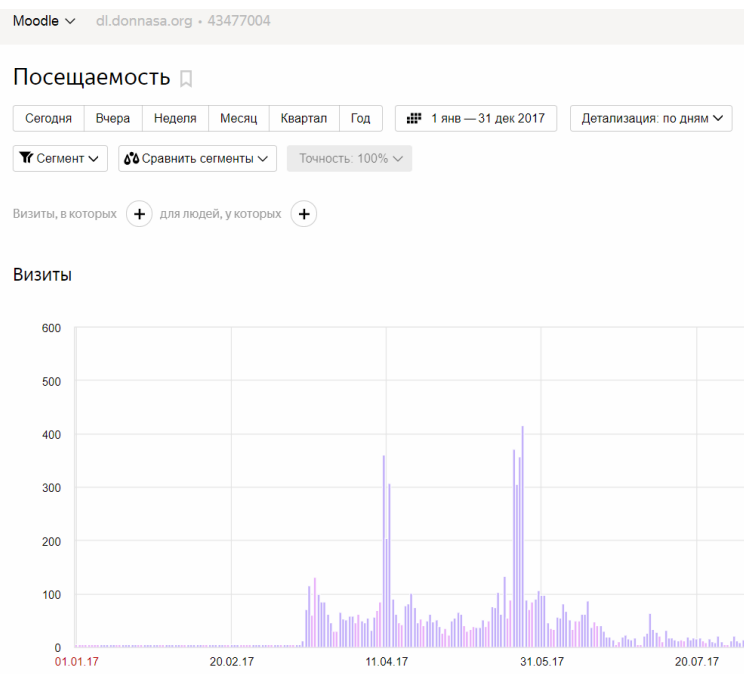 Moodle dl.donnasa.org • 43477004
Посещаемость
Сегодня Вчера Неделя Месяц Квартал Год 1 янв — 31 дек 2017 Детализация: по дням
Сегмент Сравнить сегменты Точность: 100%
Визиты, в которых + для людей, у которых +
Визиты
600
500
400
300
200
100
0
01.01.17 20.02.17 11.04.17 31.05.17 20.07.17